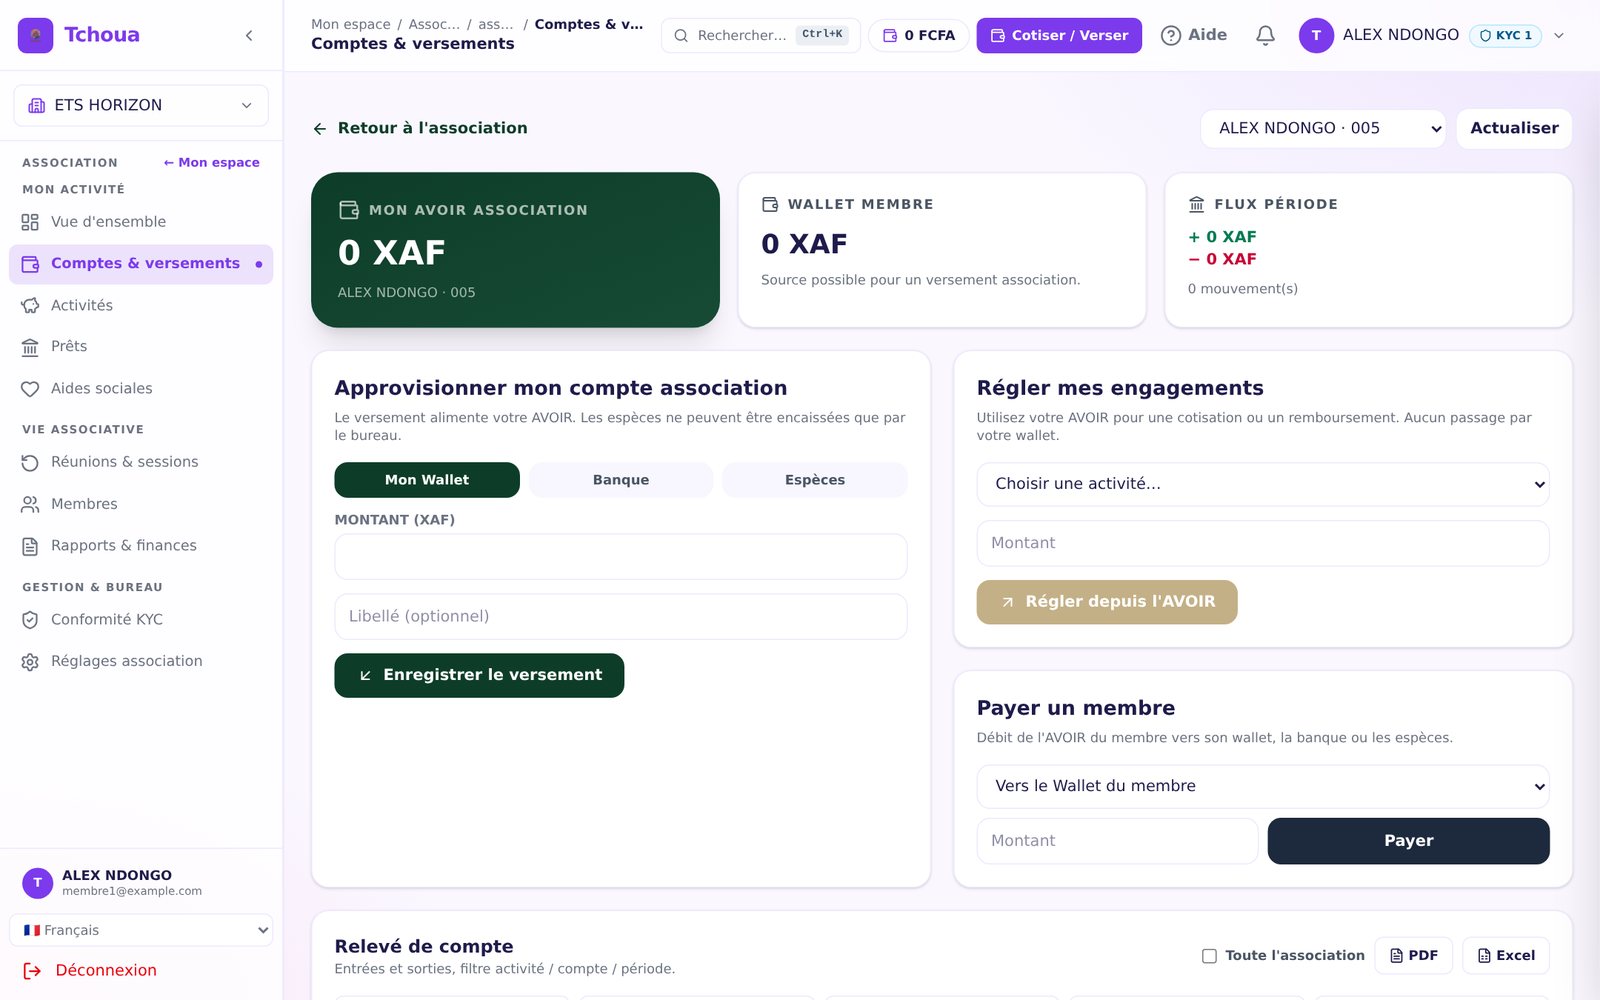 Tchoua
ETS HORIZON
ASSOCIATION
← Mon espace
MON ACTIVITÉ
Vue d'ensemble
Comptes & versements
Activités
Prêts
Aides sociales
VIE ASSOCIATIVE
Réunions & sessions
Membres
Rapports & finances
GESTION & BUREAU
Conformité KYC
Réglages association
T
ALEX NDONGO
membre1@example.com
🇫🇷 Français
Déconnexion
Mon espace / Assoc... / ass... / Comptes & v...
Comptes & versements
Rechercher... Ctrl+K
0 FCFA
Cotiser / Verser
Aide
T
ALEX NDONGO
KYC 1
← Retour à l'association
ALEX NDONGO · 005
Actualiser
MON AVOIR ASSOCIATION
0 XAF
ALEX NDONGO · 005
WALLET MEMBRE
0 XAF
Source possible pour un versement association.
FLUX PÉRIODE
+ 0 XAF
− 0 XAF
0 mouvement(s)
Approvisionner mon compte association
Le versement alimente votre AVOIR. Les espèces ne peuvent être encaissées que par
le bureau.
Mon Wallet
Banque
Espèces
MONTANT (XAF)
Libellé (optionnel)
Enregistrer le versement
Régler mes engagements
Utilisez votre AVOIR pour une cotisation ou un remboursement. Aucun passage par
votre wallet.
Choisir une activité...
Montant
Régler depuis l'AVOIR
Payer un membre
Débit de l'AVOIR du membre vers son wallet, la banque ou les espèces.
Vers le Wallet du membre
Montant
Payer
Relevé de compte
Entrées et sorties, filtre activité / compte / période.
Toute l'association
PDF
Excel